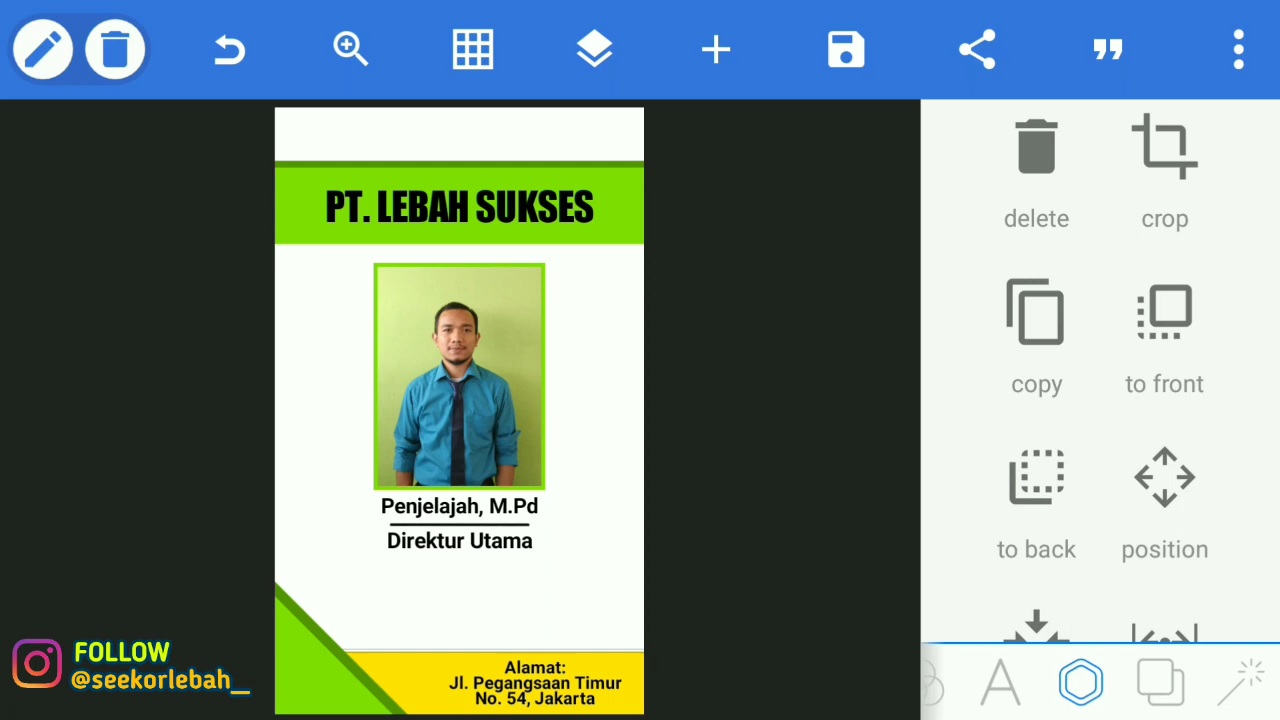 PT. LEBAH SUKSES
delete
crop
copy
to front
Penjelajah, M.Pd
Direktur Utama
to back
position
FOLLOW
@seekorlebah_
Alamat:
Jl. Pegangsaan Timur
No. 54, Jakarta
A